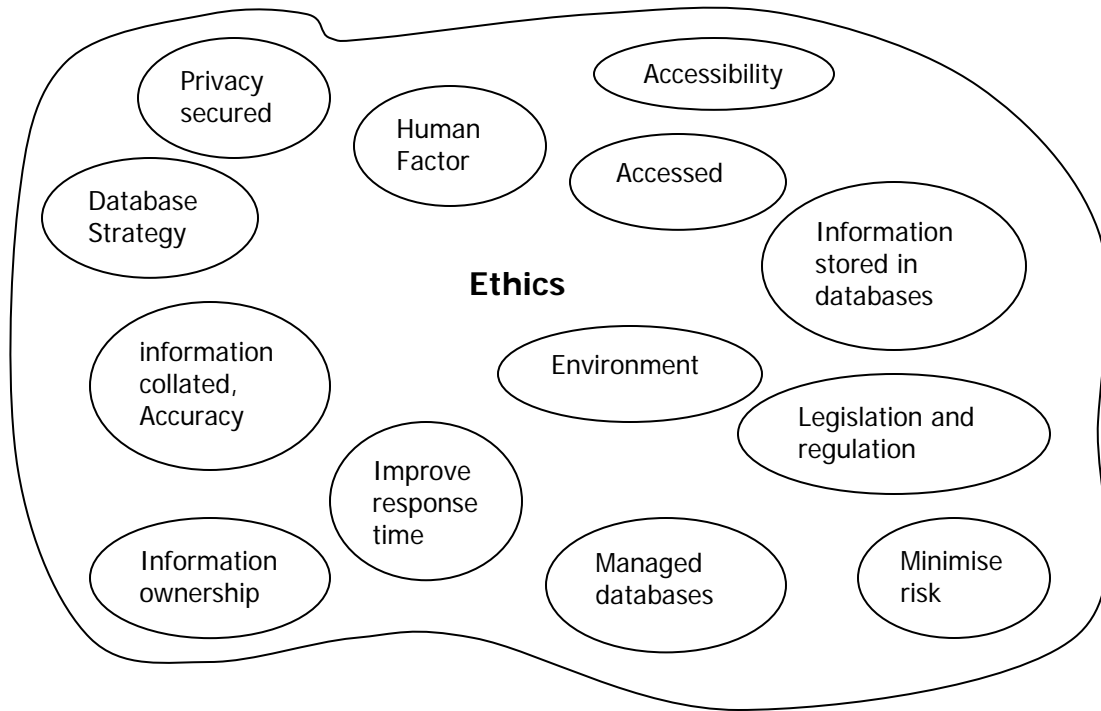 Privacy
secured
Accessibility
Human
Factor
Accessed
Database
Strategy
Information
stored in
databases
Ethics
information
collated,
Accuracy
Environment
Legislation and
regulation
Improve
response
time
Information
ownership
Managed
databases
Minimise
risk